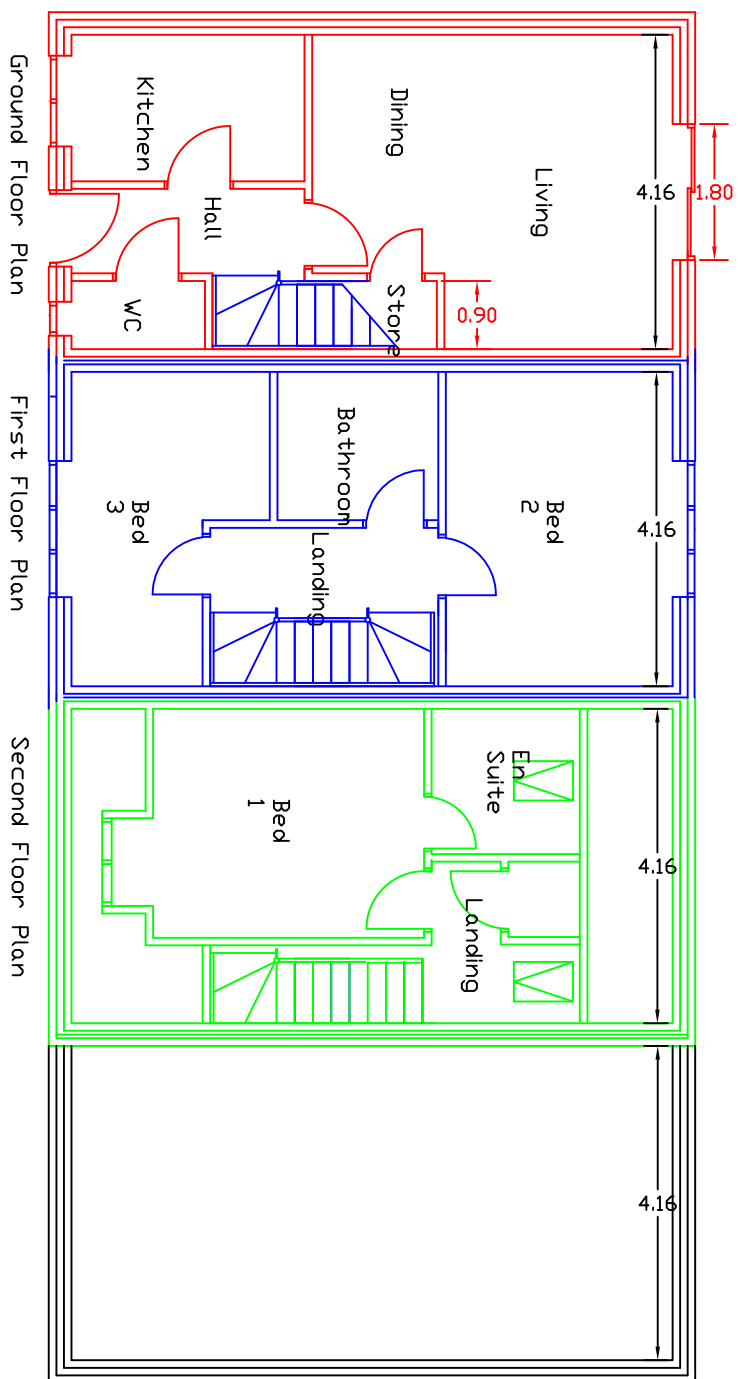 Kitchen
Dining
Living
Hall
WC
Store
4.16
1.80
0.90
Ground Floor Plan
Bathroom
Bed
2
Bed
3
Landing
4.16
First Floor Plan
En
Suite
Bed
1
Landing
4.16
Second Floor Plan
4.16